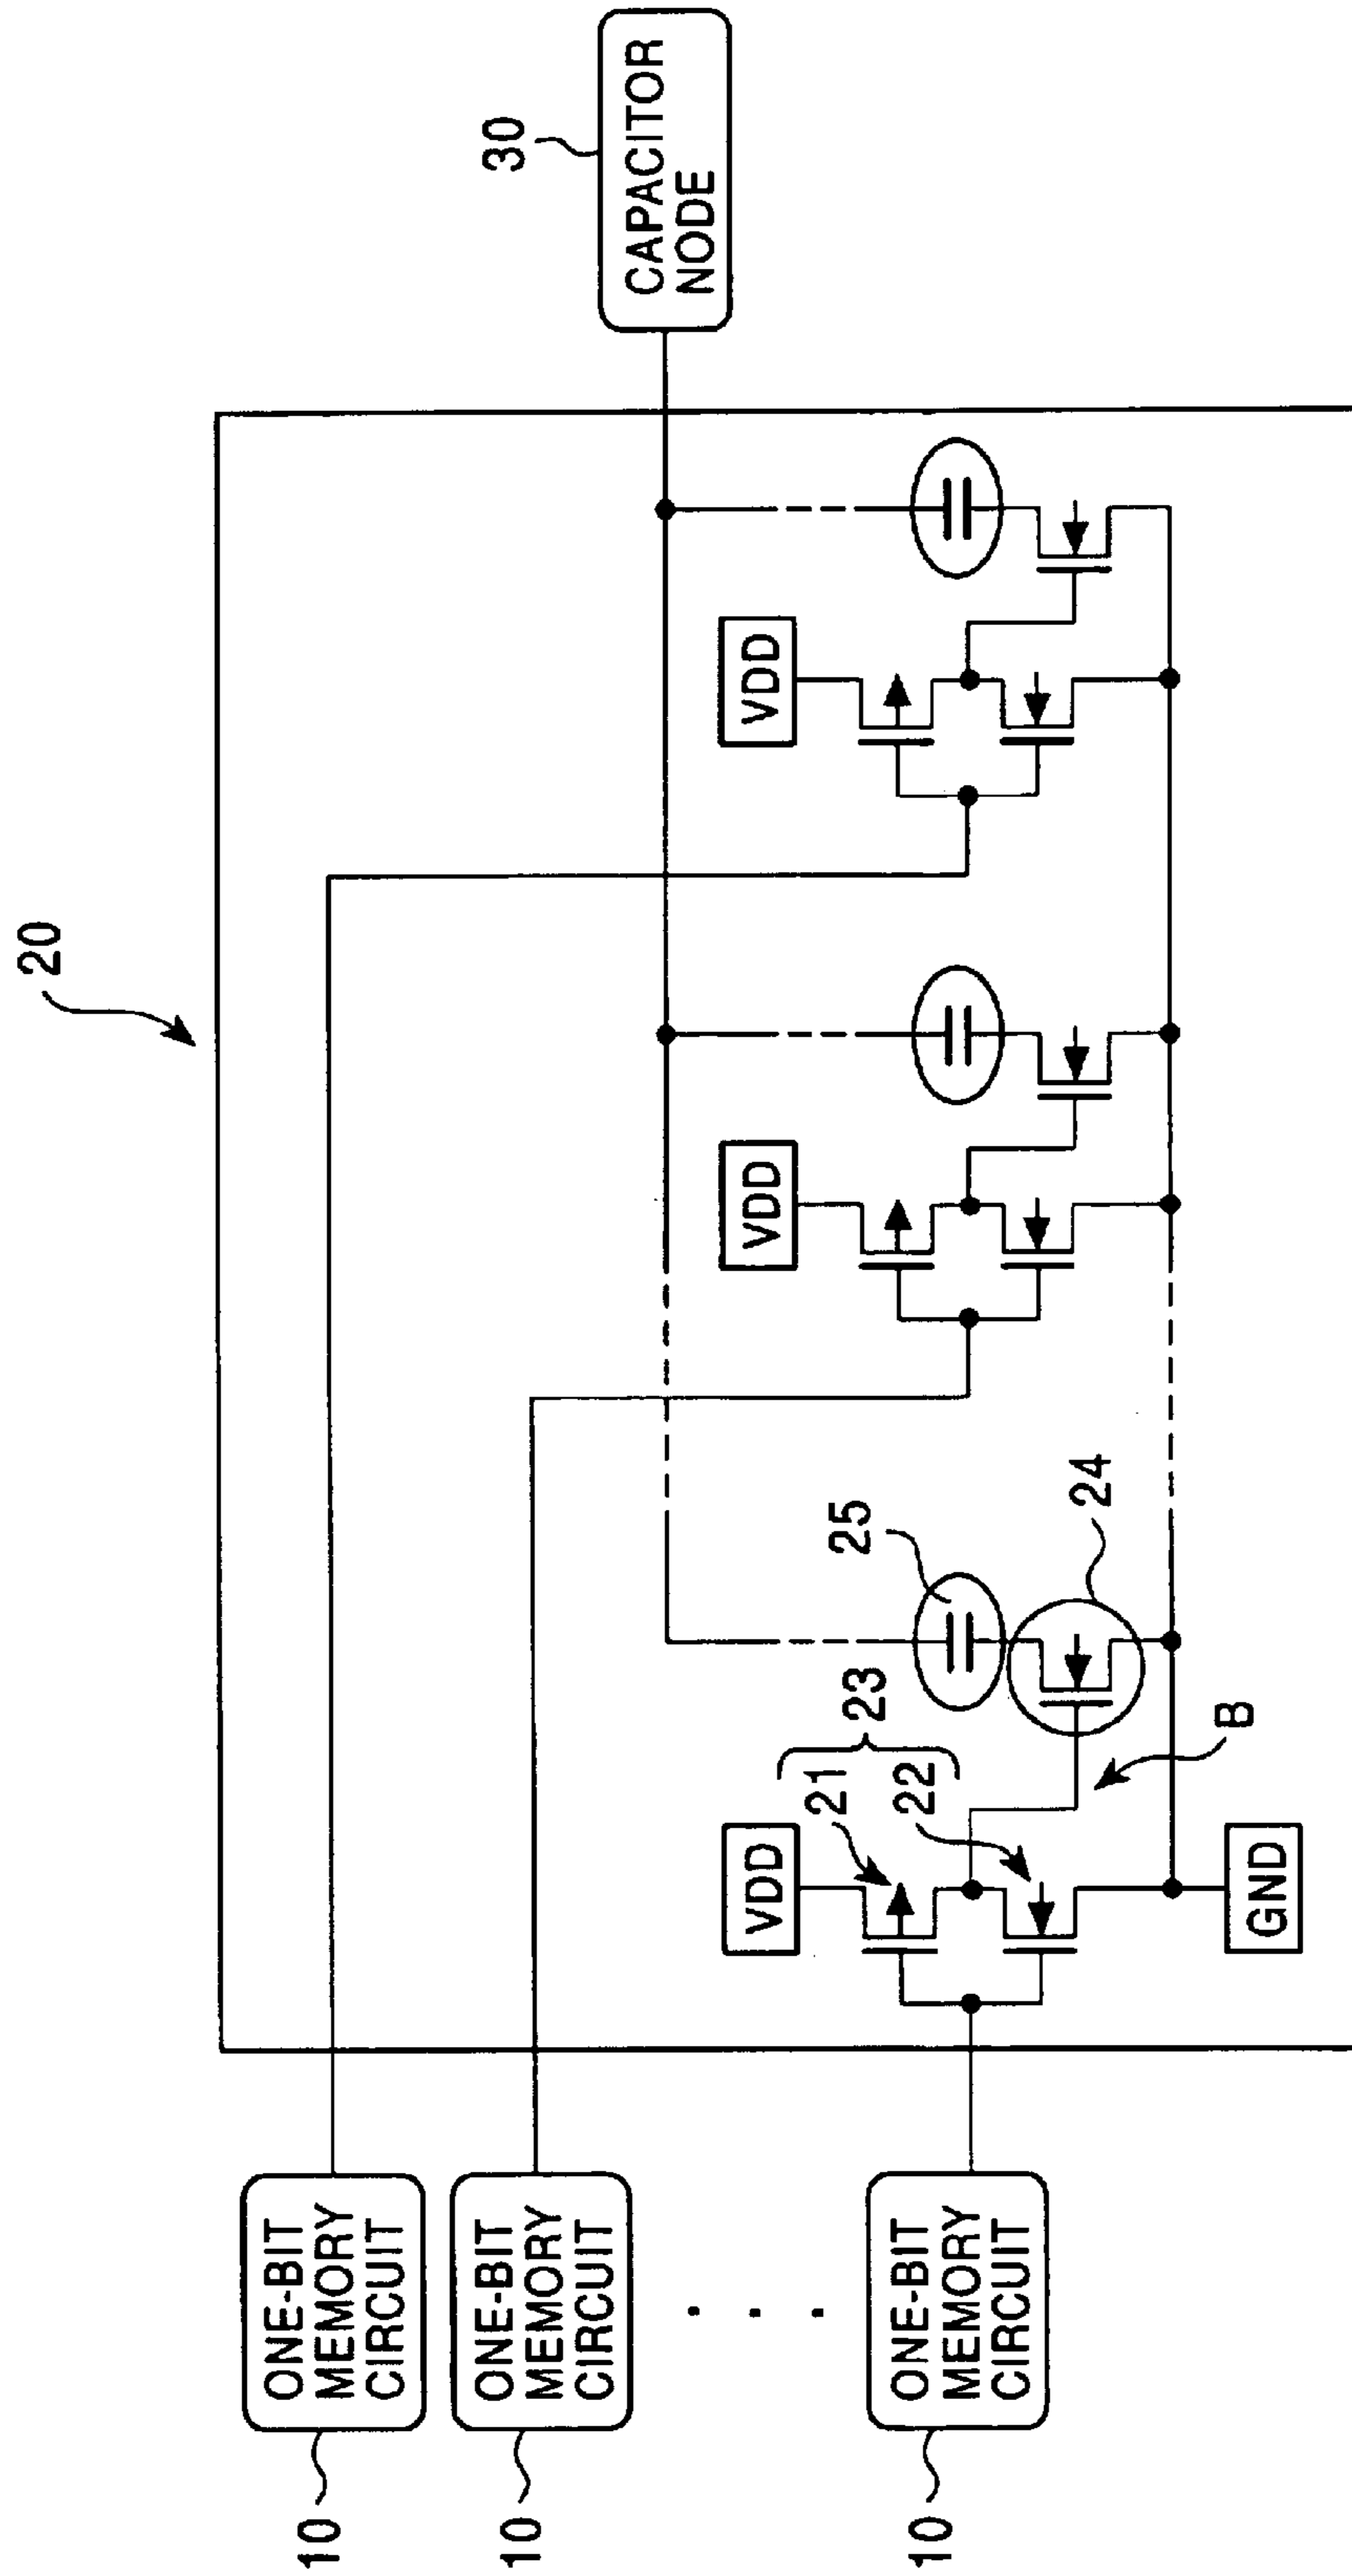 20
30
CAPACITOR
NODE
ONE-BIT
MEMORY
CIRCUIT
10
ONE-BIT
MEMORY
CIRCUIT
10
ONE-BIT
MEMORY
CIRCUIT
10
VDD
VDD
VDD
21
22
23
25
24
B
GND